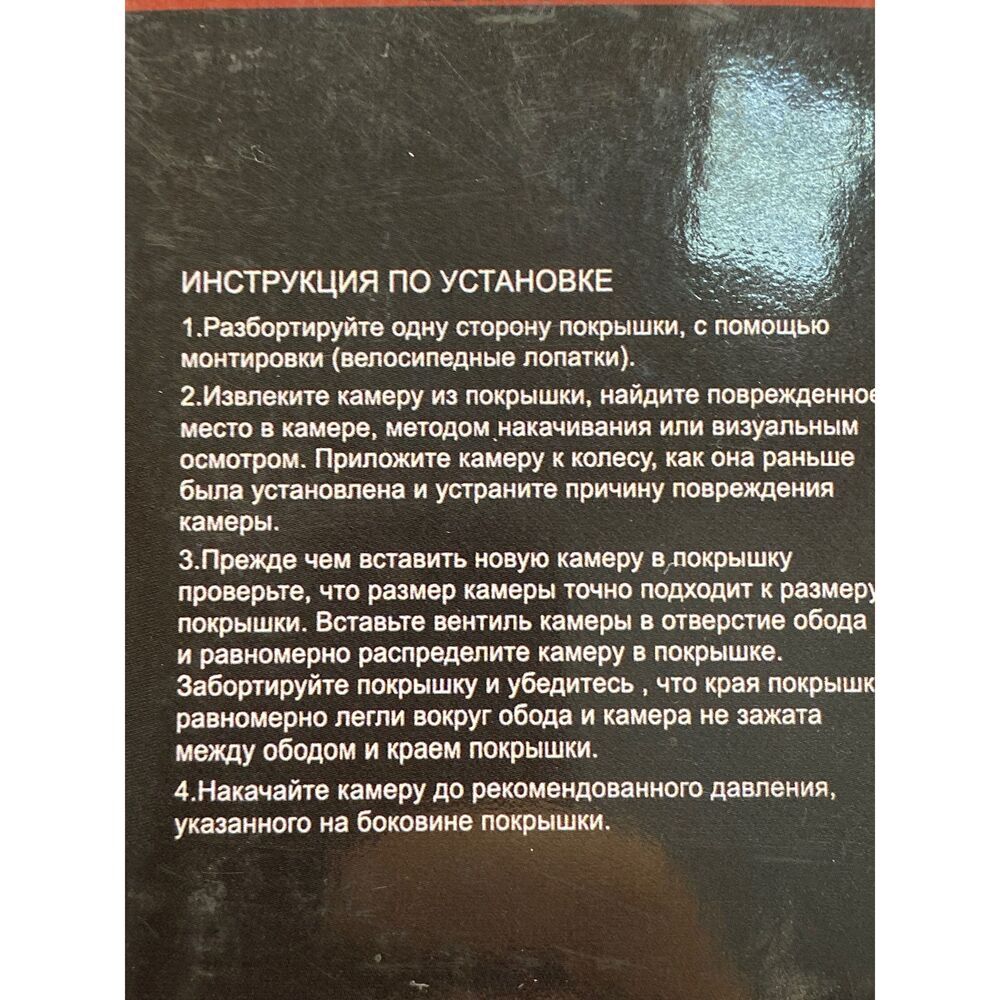 ИНСТРУКЦИЯ ПО УСТАНОВКЕ
1.Разбортируйте одну сторону покрышки, с помощью
монтировки (велосипедные лопатки).
2.Извлеките камеру из покрышки, найдите поврежденное
место в камере, методом накачивания или визуальным
осмотром. Приложите камеру к колесу, как она раньше
была установлена и устраните причину повреждения
камеры.
3.Прежде чем вставить новую камеру в покрышку
проверьте, что размер камеры точно подходит к размеру
покрышки. Вставьте вентиль камеры в отверстие обода
и равномерно распределите камеру в покрышке.
Забортируйте покрышку и убедитесь , что края покрышк
равномерно легли вокруг обода и камера не зажата
между ободом и краем покрышки.
4.Накачайте камеру до рекомендованного давления,
указанного на боковине покрышки.